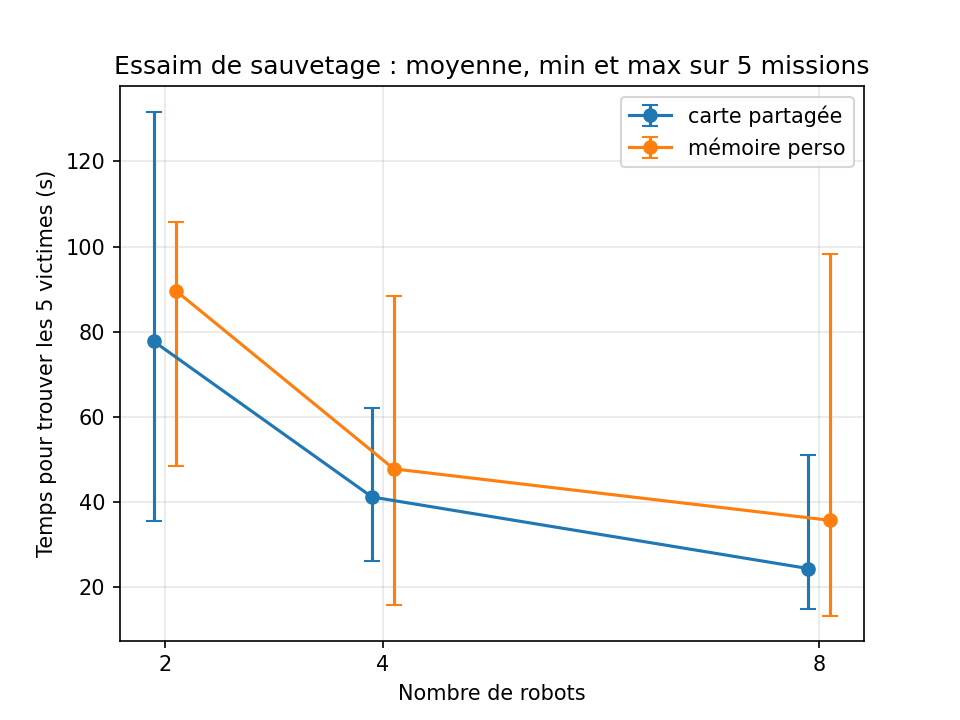 Essaim de sauvetage : moyenne, min et max sur 5 missions
carte partagée
mémoire perso
Temps pour trouver les 5 victimes (s)
120
100
80
60
40
20
2
4
8
Nombre de robots